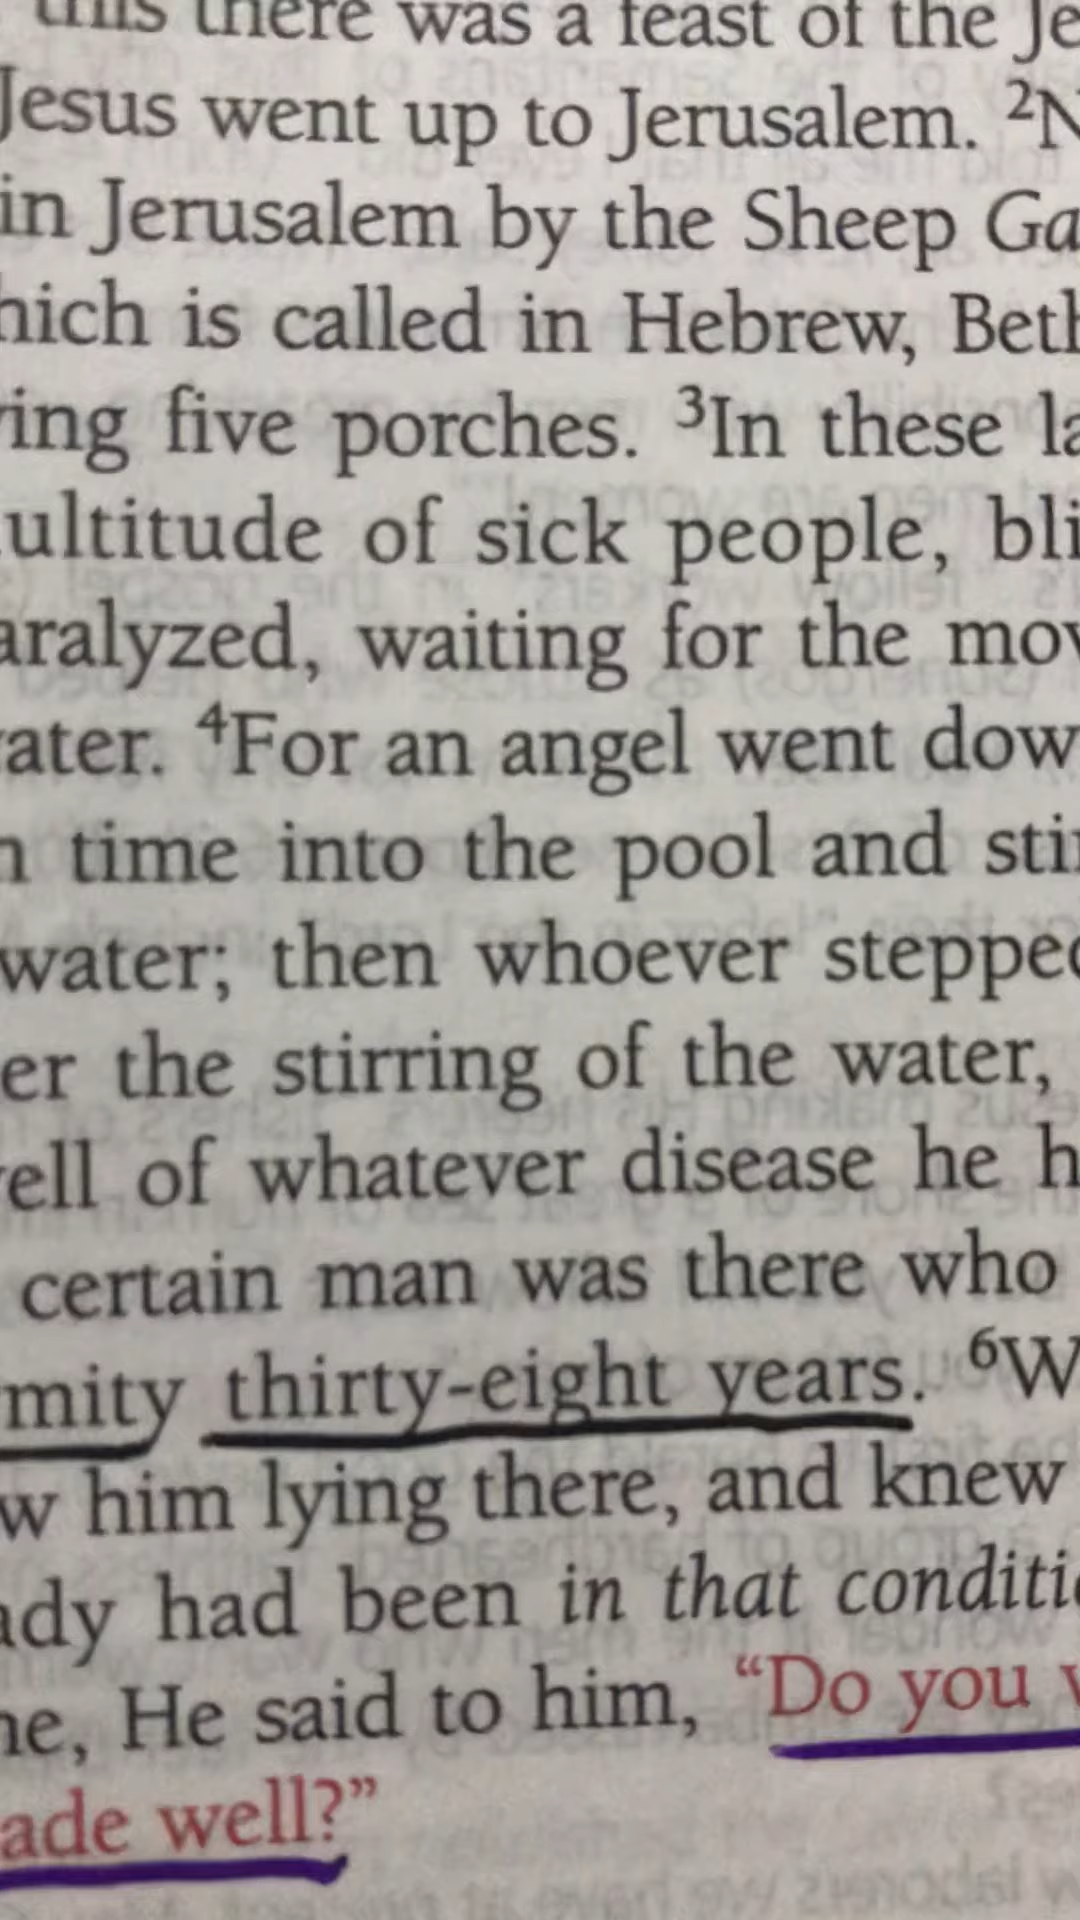 this there was a feast of the Je
Jesus went up to Jerusalem. ²N
in Jerusalem by the Sheep Ga
hich is called in Hebrew, Beth
ving five porches. ³In these la
ultitude of sick people, bli
aralyzed, waiting for the mov
ater. ⁴For an angel went dow
n time into the pool and stir
water; then whoever stepped
er the stirring of the water,
ell of whatever disease he h
certain man was there who
mity thirty-eight years. ⁶W
w him lying there, and knew
ady had been in that conditio
ne, He said to him, “Do you w
ade well?”